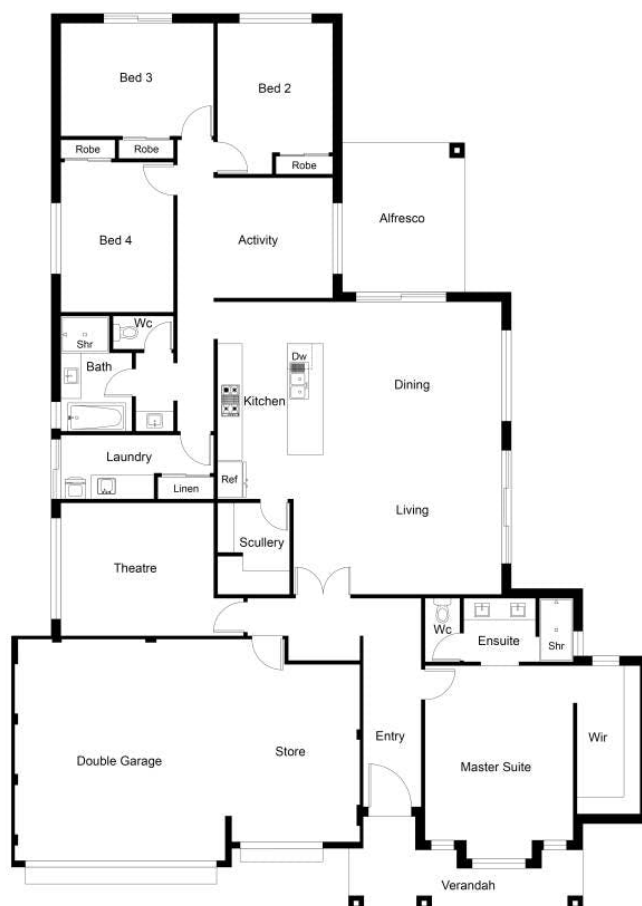 Bed 3
Bed 2
Robe
Robe
Robe
Alfresco
Bed 4
Activity
Wc
Shr
Bath
Dw
Kitchen
Dining
Laundry
Ref
Linen
Living
Scullery
Theatre
Wc
Ensuite
Shr
Entry
Wir
Double Garage
Store
Master Suite
Verandah